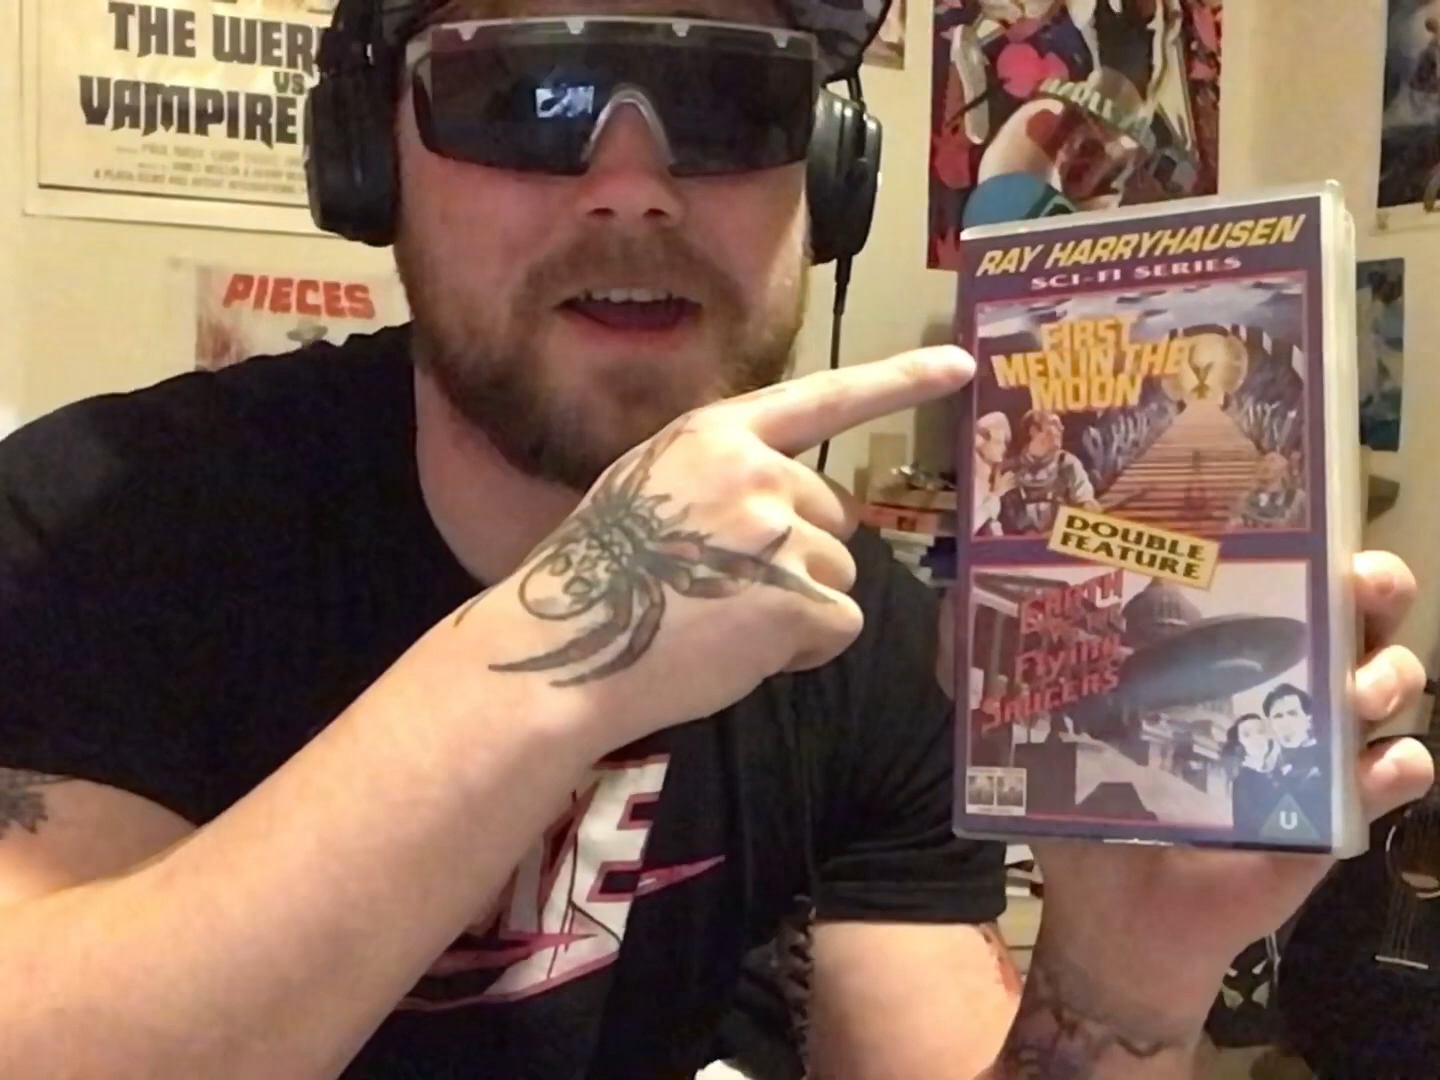 THE WER
VS
VAMPIRE
PIECES
RAY HARRYHAUSEN
SCI-FI SERIES
FIRST
MEN IN THE
MOON
DOUBLE
FEATURE
EARTH
Flying
SAUCERS
U